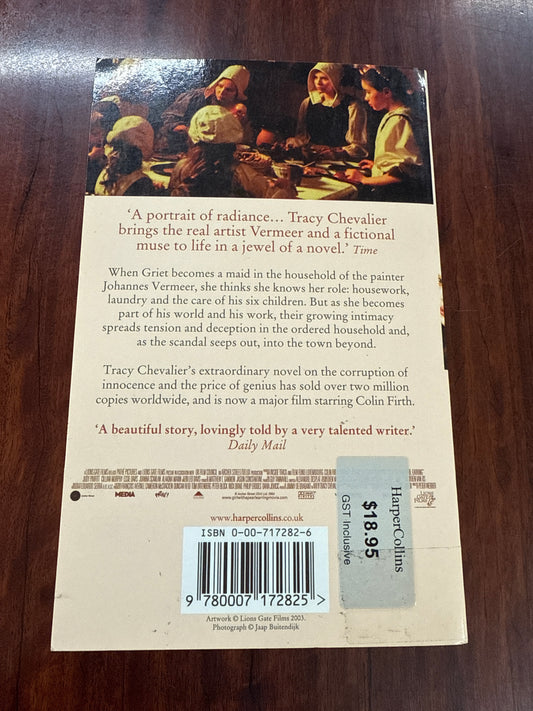 ‘A portrait of radiance… Tracy Chevalier
brings the real artist Vermeer and a fictional
muse to life in a jewel of a novel.’ Time
When Griet becomes a maid in the household of the painter
Johannes Vermeer, she thinks she knows her role: housework,
laundry and the care of his six children. But as she becomes
part of his world and his work, their growing intimacy
spreads tension and deception in the ordered household and,
as the scandal seeps out, into the town beyond.
Tracy Chevalier’s extraordinary novel on the corruption of
innocence and the price of genius has sold over two million
copies worldwide, and is now a major film starring Colin Firth.
‘A beautiful story, lovingly told by a very talented writer.’
Daily Mail
MEDIA
www.harpercollins.co.uk
ISBN 0-00-717282-6
9 780007 172825 >
Artwork © Lions Gate Films 2003.
Photograph © Jaap Buitendijk
HarperCollins
$18.95
GST Inclusive